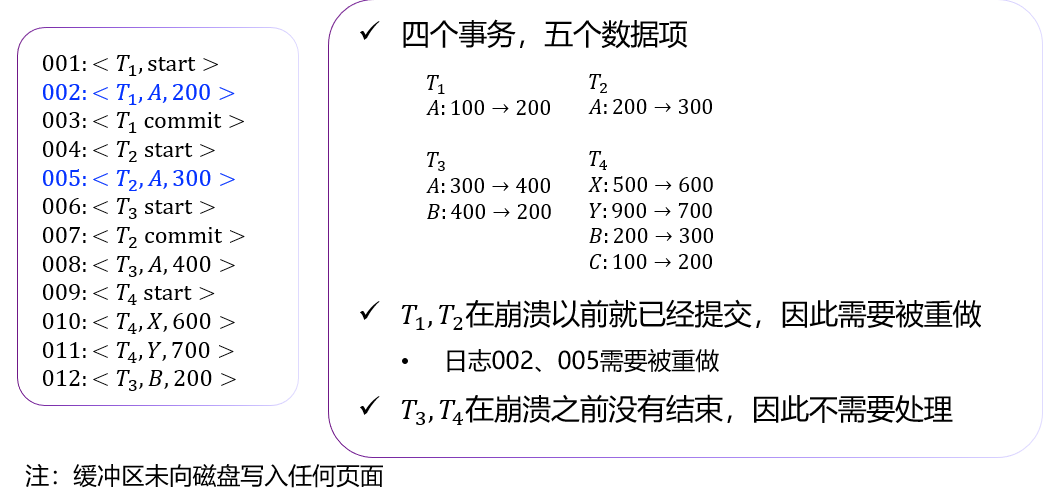 001:< T₁, start >
002:< T₁, A, 200 >
003:< T₁ commit >
004:< T₂ start >
005:< T₂, A, 300 >
006:< T₃ start >
007:< T₂ commit >
008:< T₃, A, 400 >
009:< T₄ start >
010:< T₄, X, 600 >
011:< T₄, Y, 700 >
012:< T₃, B, 200 >
✓ 四个事务，五个数据项
T₁
A: 100 → 200
T₂
A: 200 → 300
T₃
A: 300 → 400
B: 400 → 200
T₄
X: 500 → 600
Y: 900 → 700
B: 200 → 300
C: 100 → 200
✓ T₁, T₂在崩溃以前就已经提交，因此需要被重做
• 日志002、005需要被重做
✓ T₃, T₄在崩溃之前没有结束，因此不需要处理
注：缓冲区未向磁盘写入任何页面